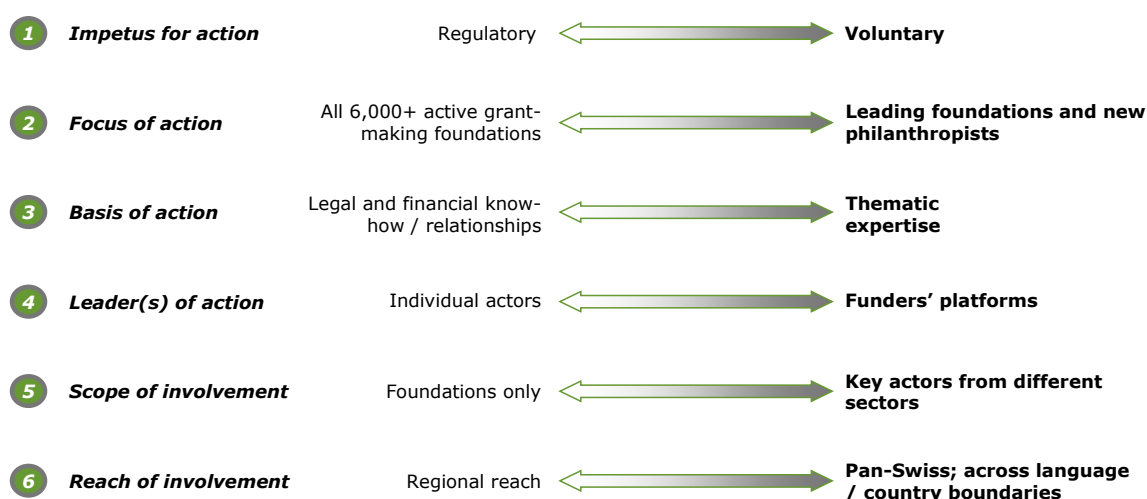 1 Impetus for action Regulatory Voluntary
2 Focus of action All 6,000+ active grant- Leading foundations and new
making foundations philanthropists
3 Basis of action Legal and financial know- Thematic
how / relationships expertise
4 Leader(s) of action Individual actors Funders’ platforms
5 Scope of involvement Foundations only Key actors from different
sectors
6 Reach of involvement Regional reach Pan-Swiss; across language
/ country boundaries